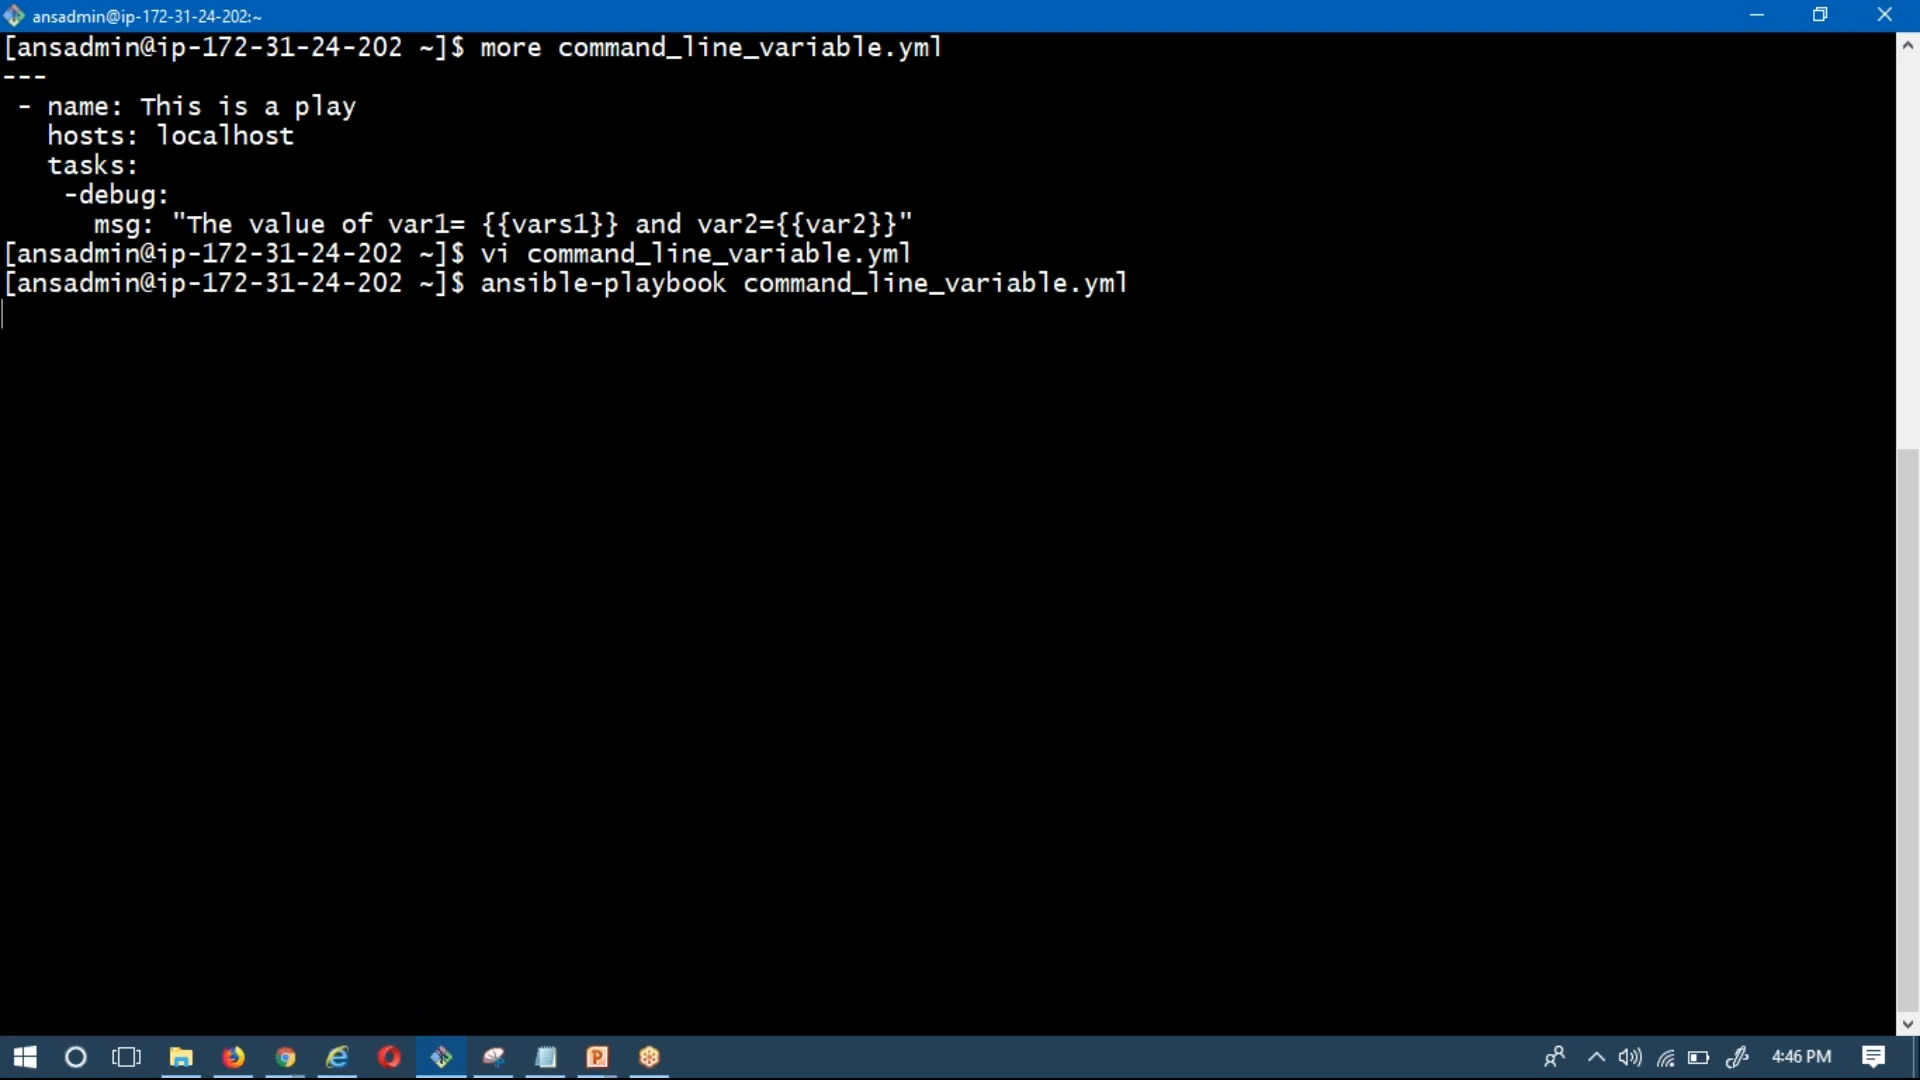 ansadmin@ip-172-31-24-202:~
[ansadmin@ip-172-31-24-202 ~]$ more command_line_variable.yml
---
 - name: This is a play
   hosts: localhost
   tasks:
    -debug:
      msg: "The value of var1= {{vars1}} and var2={{var2}}"
[ansadmin@ip-172-31-24-202 ~]$ vi command_line_variable.yml
[ansadmin@ip-172-31-24-202 ~]$ ansible-playbook command_line_variable.yml
4:46 PM